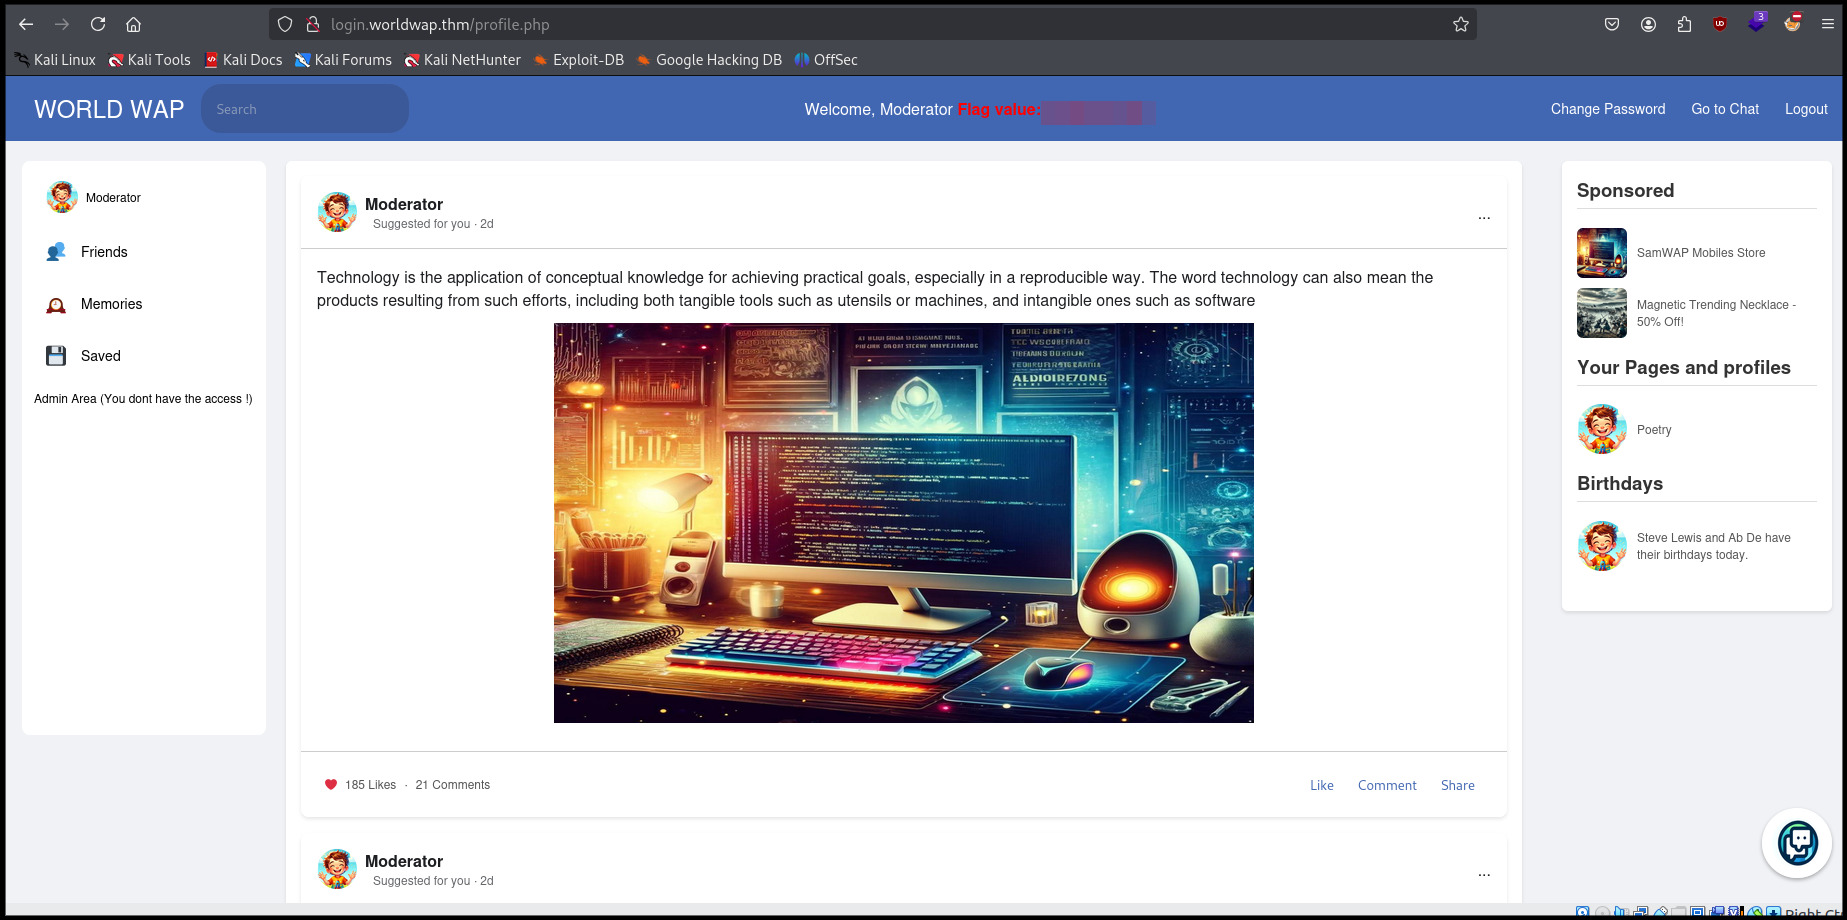 login.worldwap.thm/profile.php
3
Kali Linux Kali Tools Kali Docs Kali Forums Kali NetHunter Exploit-DB Google Hacking DB OffSec
WORLD WAP Search Welcome, Moderator Flag value: Change Password Go to Chat Logout
Moderator
Friends
Memories
Saved
Admin Area (You dont have the access !)
Moderator
Suggested for you · 2d
...
Technology is the application of conceptual knowledge for achieving practical goals, especially in a reproducible way. The word technology can also mean the
products resulting from such efforts, including both tangible tools such as utensils or machines, and intangible ones such as software
185 Likes · 21 Comments Like Comment Share
Moderator
Suggested for you · 2d
...
Sponsored
SamWAP Mobiles Store
Magnetic Trending Necklace -
50% Off!
Your Pages and profiles
Poetry
Birthdays
Steve Lewis and Ab De have
their birthdays today.